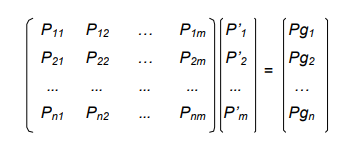 P11 P12 ... P1m P'1 Pg1
P21 P22 ... P2m P'2 = Pg2
... ... ... ... ... ...
Pn1 Pn2 ... Pnm P'm Pgn